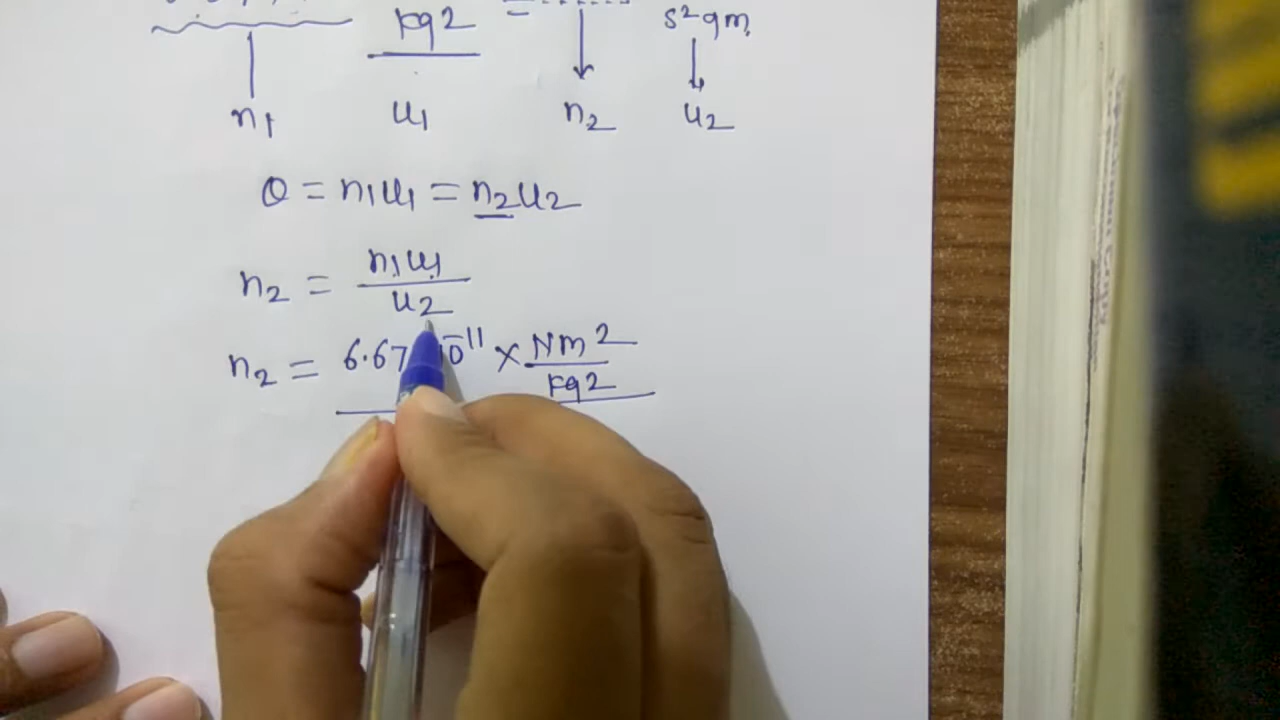 kg2 = s²gm
n1 u1 n2 u2
Q = n1u1 = n2u2
n2 = n1u1 / u2
n2 = 6.67 10^-11 × Nm² / kg2